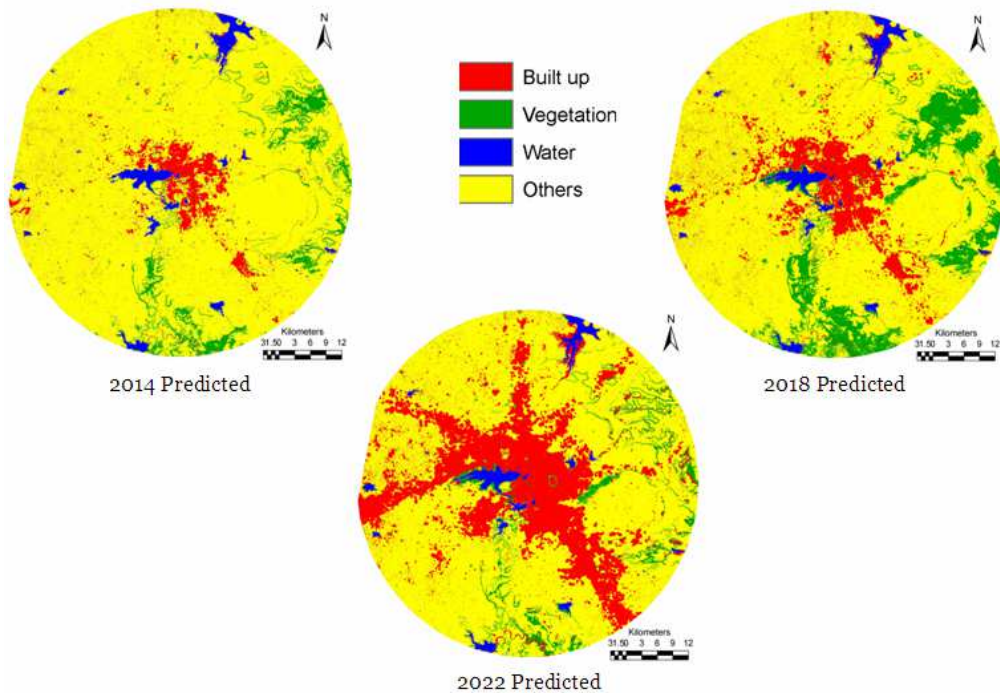 N
N
Built up
Vegetation
Water
Others
Kilometers
31.50 3 6 9 12
Kilometers
31.50 3 6 9 12
2014 Predicted
2018 Predicted
N
Kilometers
31.50 3 6 9 12
2022 Predicted